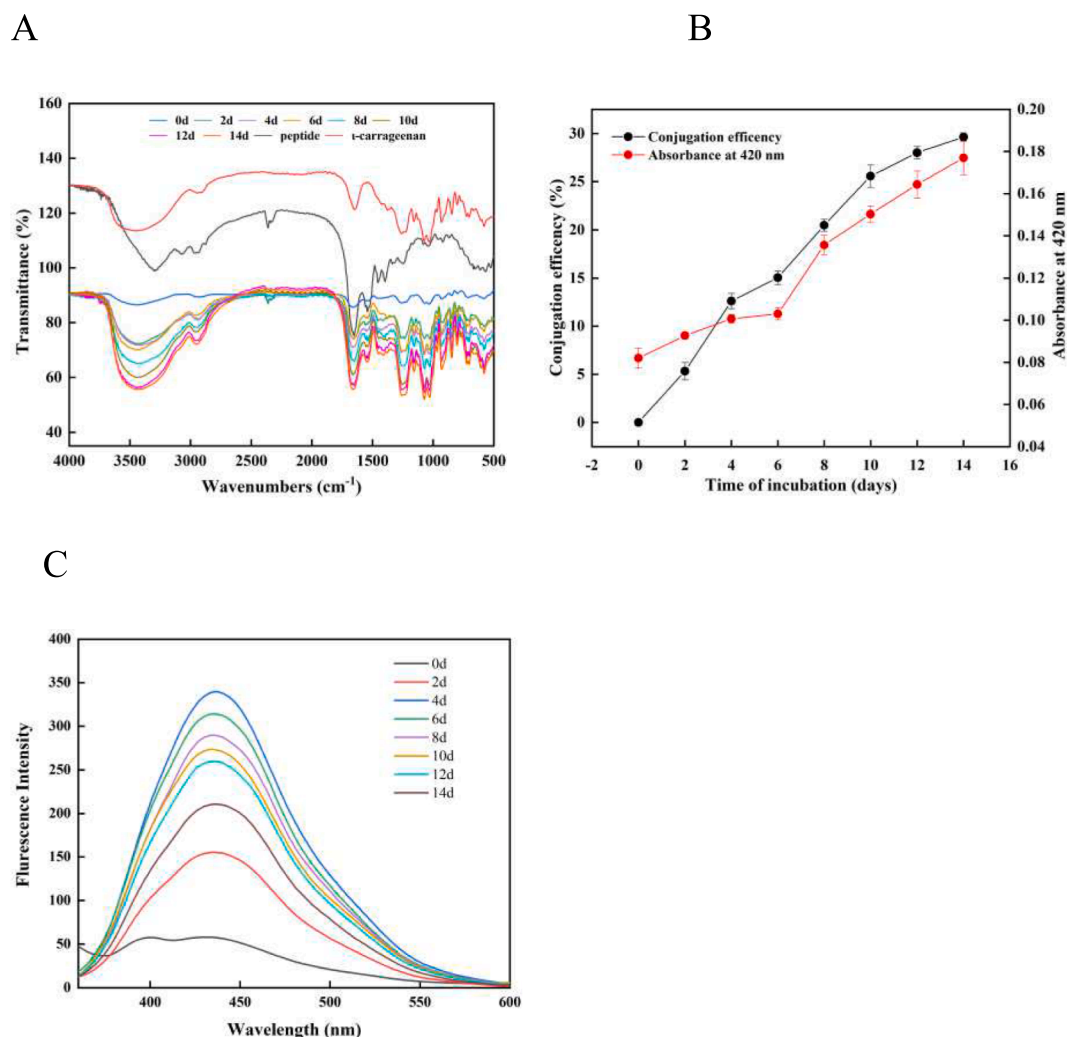 A
B
160
140
120
100
80
60
40
Transmittance (%)
0d 2d 4d 6d 8d 10d
12d 14d peptide ι-carrageenan
4000 3500 3000 2500 2000 1500 1000 500
Wavenumbers (cm⁻¹)
30
25
20
15
10
5
0
Conjugation efficency (%)
Conjugation efficency
Absorbance at 420 nm
0.20
0.18
0.16
0.14
0.12
0.10
0.08
0.06
0.04
Absorbance at 420 nm
-2 0 2 4 6 8 10 12 14 16
Time of incubation (days)
C
400
350
300
250
200
150
100
50
0
Flurescence Intensity
0d
2d
4d
6d
8d
10d
12d
14d
400 450 500 550 600
Wavelength (nm)